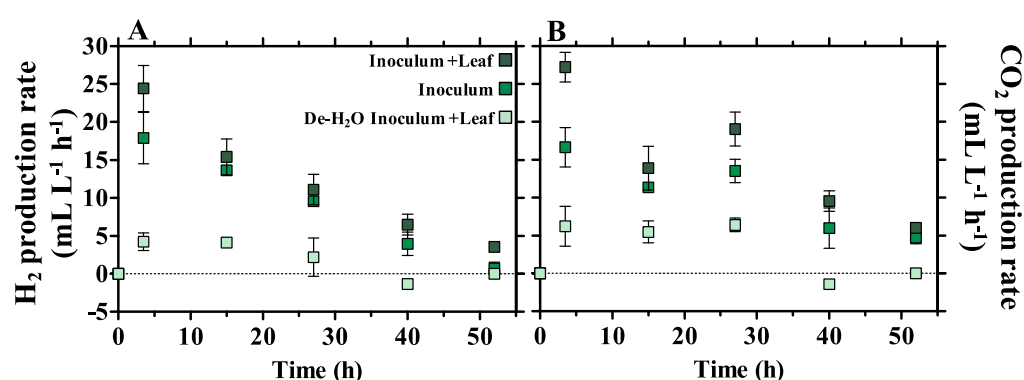 A
B
30
25
20
15
10
5
0
-5
H₂ production rate
(mL L⁻¹ h⁻¹)
Inoculum +Leaf
Inoculum
De-H₂O Inoculum +Leaf
CO₂ production rate
(mL L⁻¹ h⁻¹)
0 10 20 30 40 50
0 10 20 30 40 50
Time (h)
Time (h)